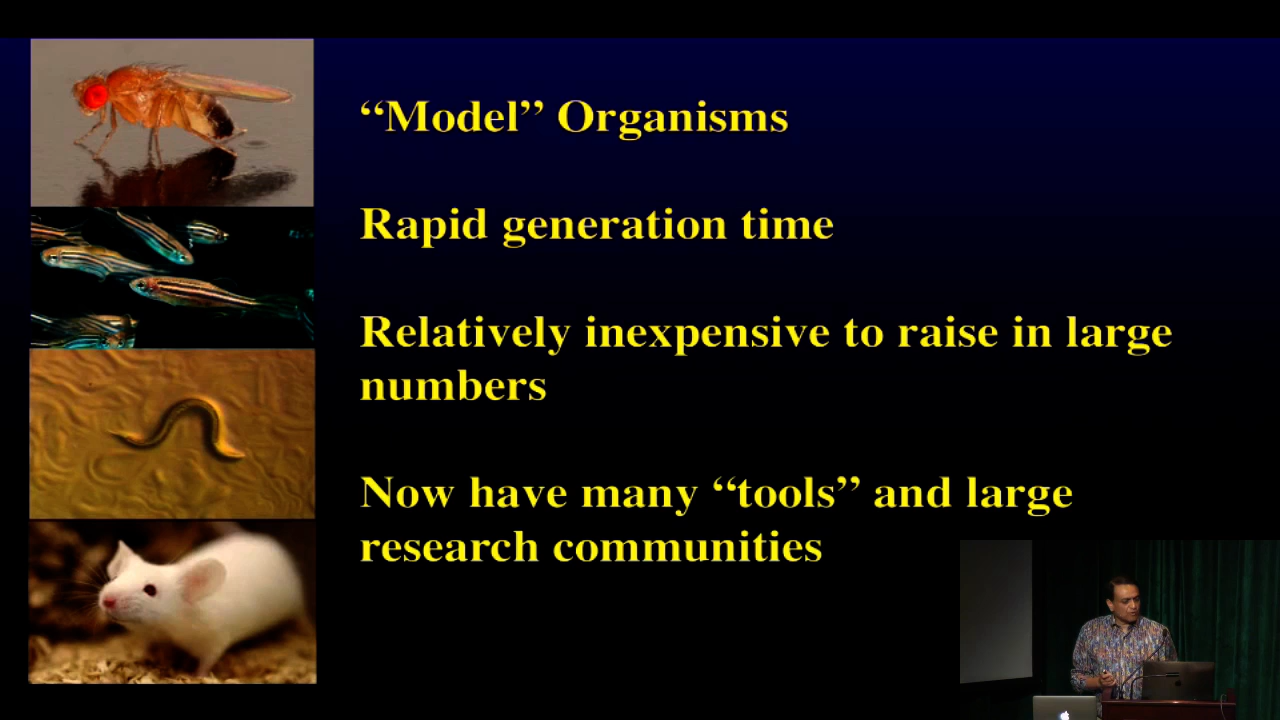 “Model” Organisms
Rapid generation time
Relatively inexpensive to raise in large
numbers
Now have many “tools” and large
research communities